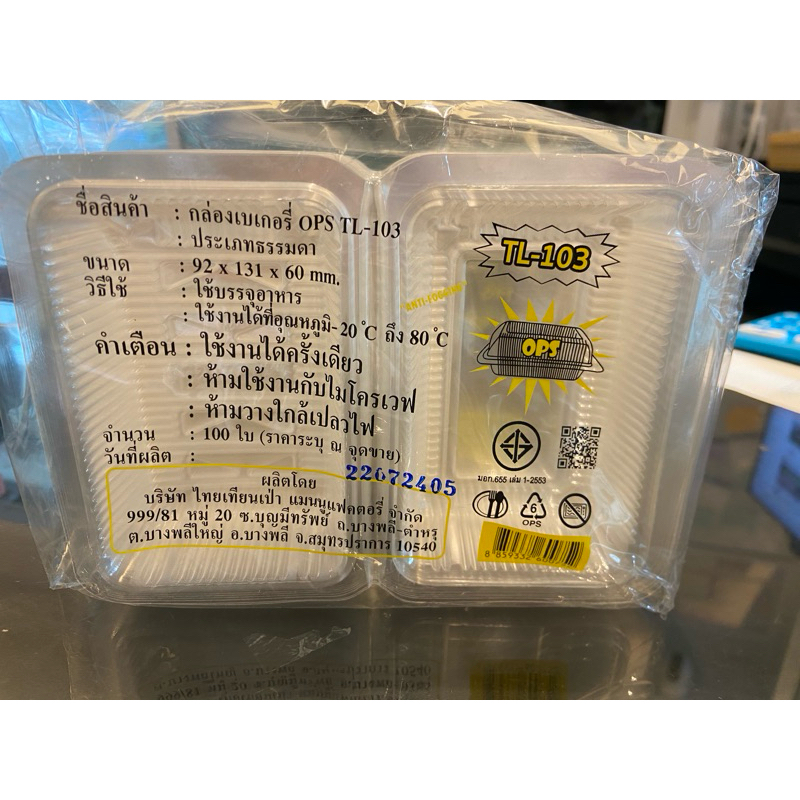 ชื่อสินค้า : กล่องเบเกอรี่ OPS TL-103
: ประเภทธรรมดา
ขนาด : 92 x 131 x 60 mm.
วิธีใช้ : ใช้บรรจุอาหาร
: ใช้งานได้ที่อุณหภูมิ-20°C ถึง 80°C
คำเตือน : ใช้งานได้ครั้งเดียว
: ห้ามใช้งานกับไมโครเวฟ
: ห้ามวางใกล้เปลวไฟ
จำนวน : 100 ใบ (ราคาระบุ ณ จุดขาย)
วันที่ผลิต :
22072405
ผลิตโดย
บริษัท ไทยเทียนเป่า แมนนูแฟคตอรี่ จำกัด
999/81 หมู่ 20 ซ.บุญมีทรัพย์ ถ.บางพลี-ตำหรุ
ต.บางพลีใหญ่ อ.บางพลี จ.สมุทรปราการ 10540
TL-103
ANTI-FOGGING
OPS
มอก.655 เล่ม 1-2553
6
OPS
8 859332